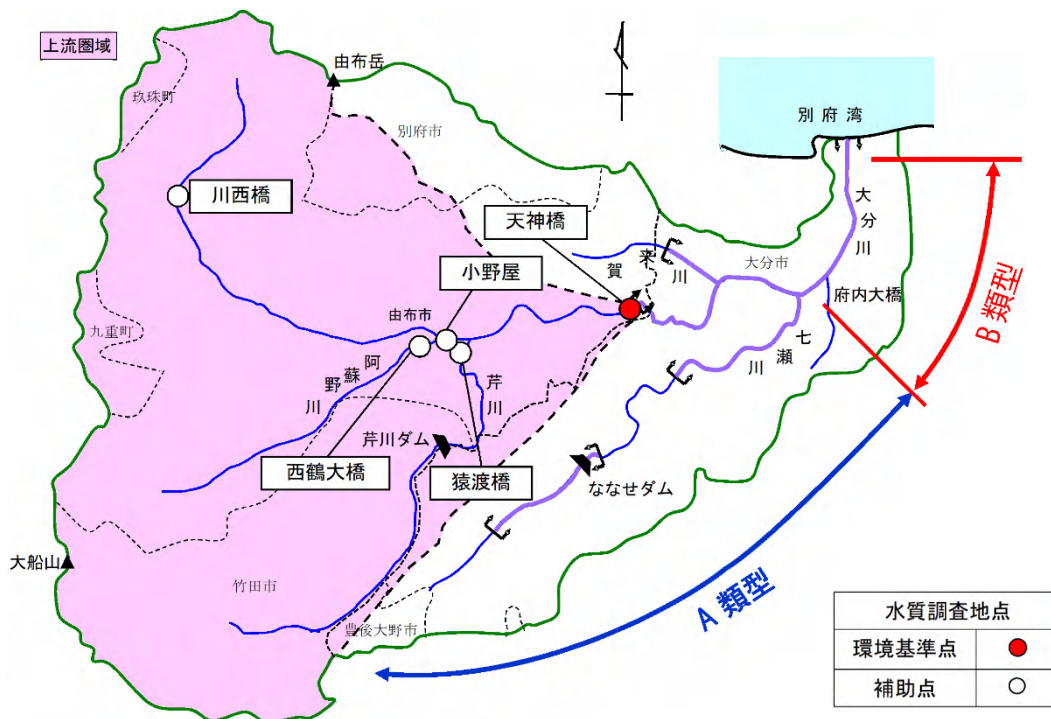 上流圏域
由布岳
玖珠町
別府市
別府湾
川西橋
天神橋
大分川
小野屋
賀来川
大分市
府内大橋
B 類型
九重町
由布市
阿蘇野川
七瀬川
芹川
芹川ダム
西鶴大橋
猿渡橋
ななせダム
大船山
竹田市
A 類型
豊後大野市
水質調査地点
環境基準点
補助点